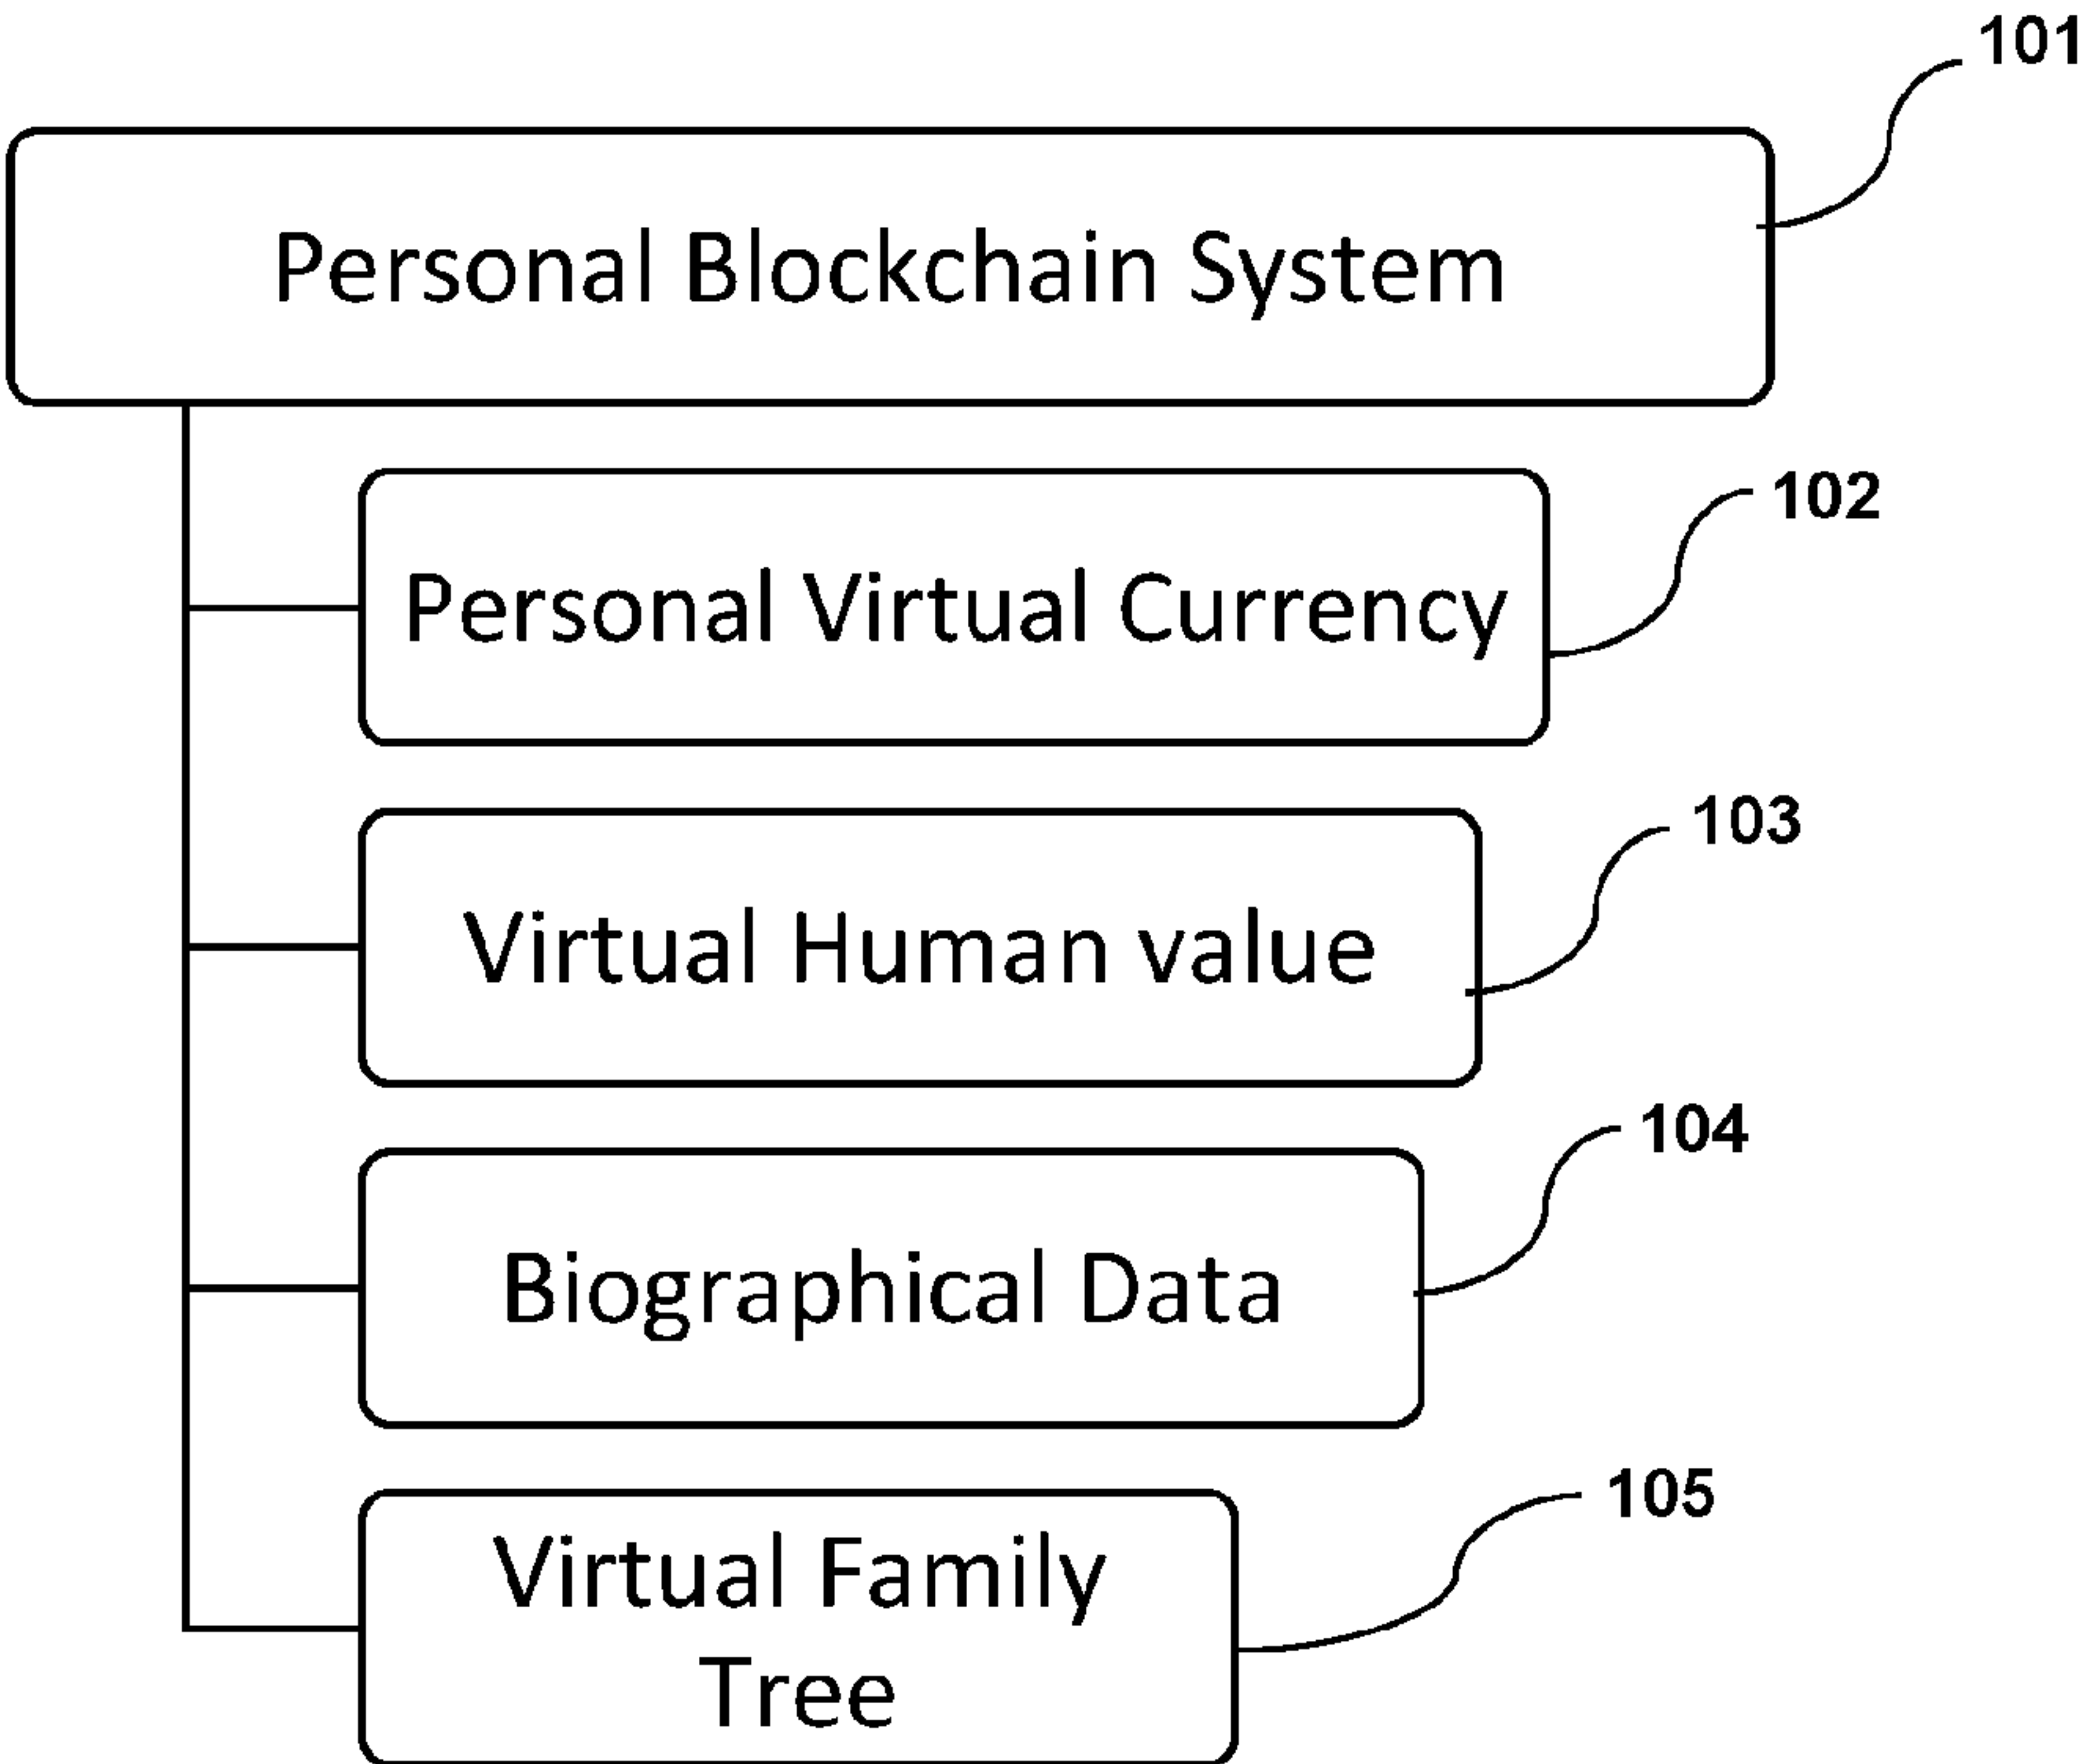 101
Personal Blockchain System
102
Personal Virtual Currency
103
Virtual Human value
104
Biographical Data
105
Virtual Family
Tree